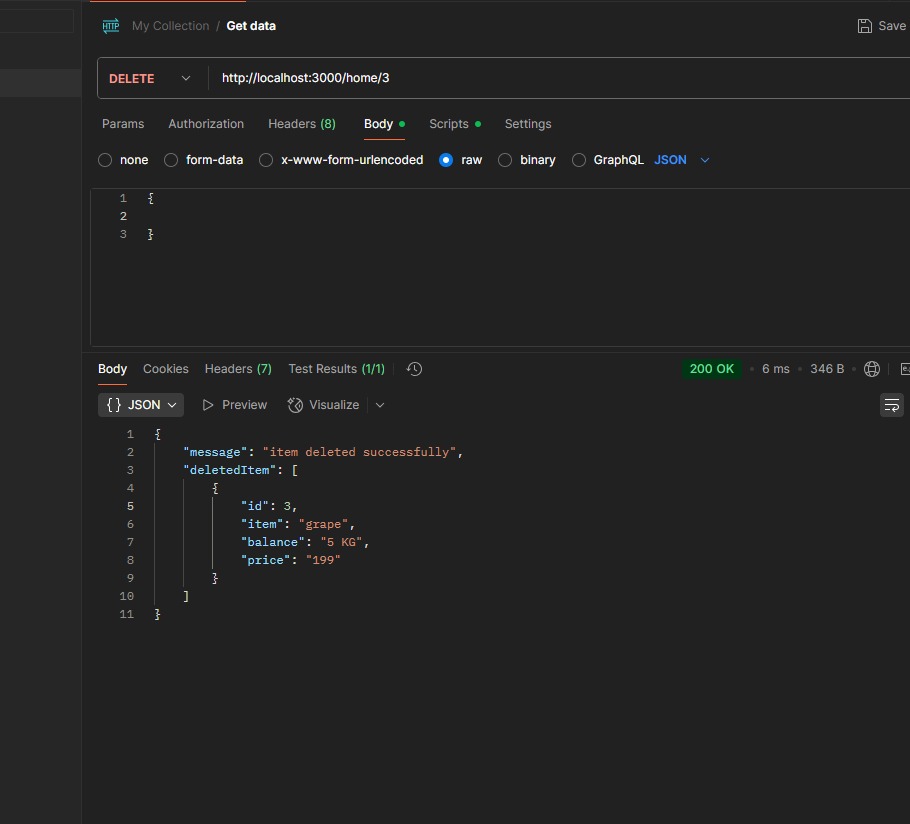 HTTP My Collection / Get data Save
DELETE http://localhost:3000/home/3
Params Authorization Headers (8) Body Scripts Settings
none form-data x-www-form-urlencoded raw binary GraphQL JSON
1 {
2
3 }
Body Cookies Headers (7) Test Results (1/1) 200 OK 6 ms 346 B
{} JSON Preview Visualize
1 {
2 "message": "item deleted successfully",
3 "deletedItem": [
4 {
5 "id": 3,
6 "item": "grape",
7 "balance": "5 KG",
8 "price": "199"
9 }
10 ]
11 }